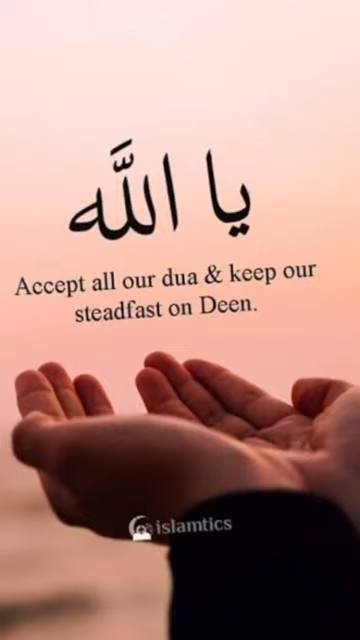 يا اللَّه
Accept all our dua & keep our
steadfast on Deen.
islamtics